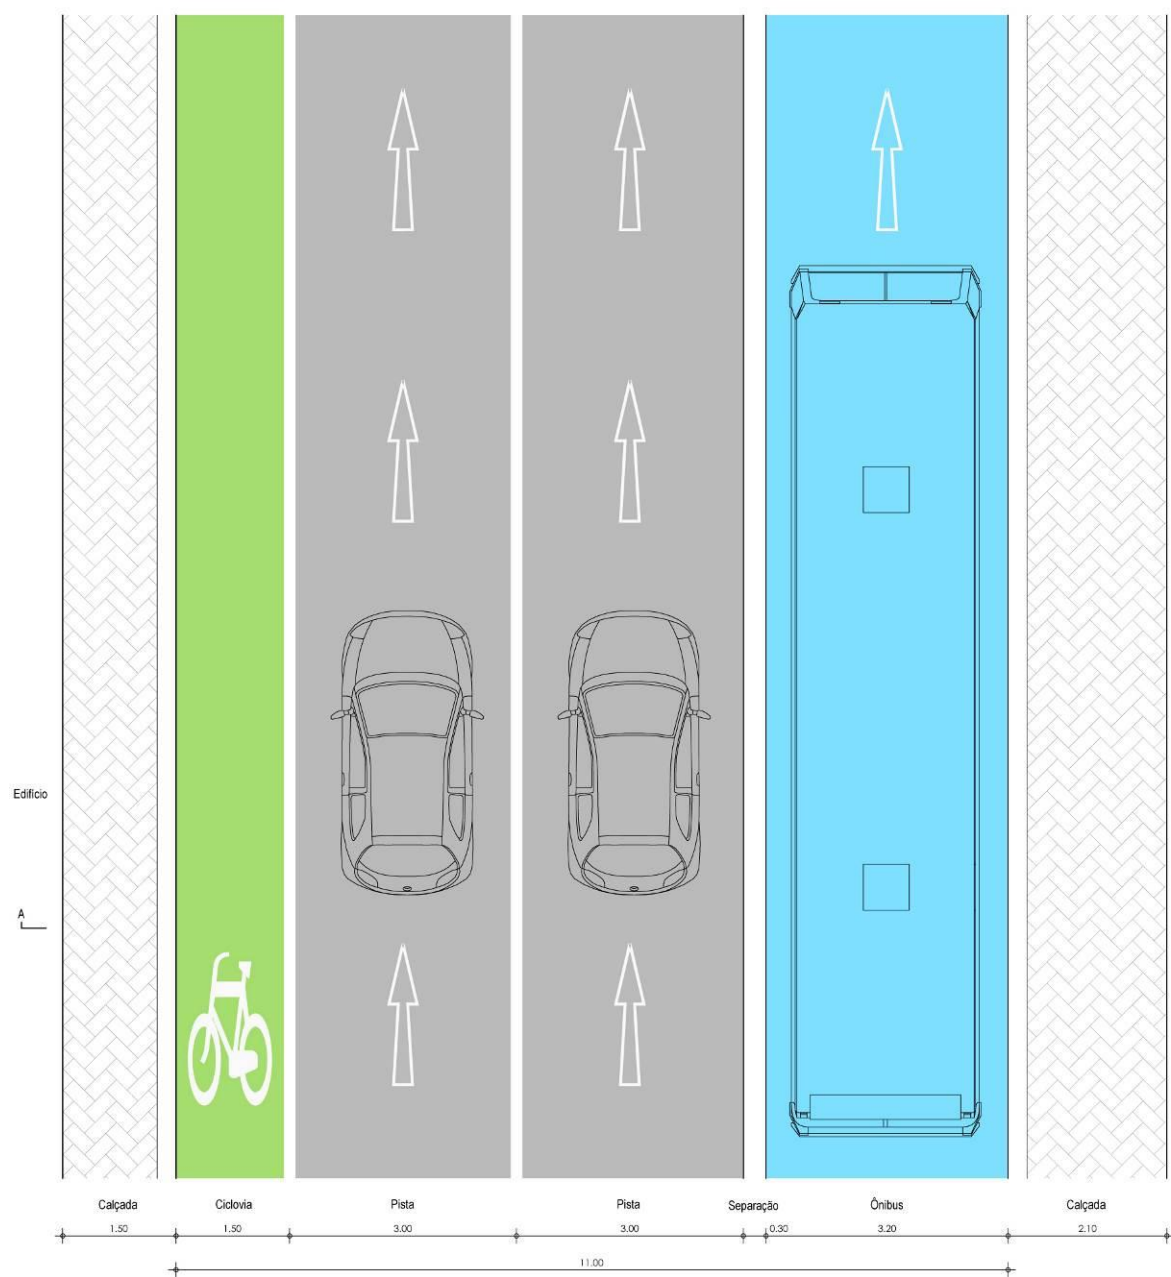 Edifício
A
Calçada Ciclovia Pista Pista Separação Ônibus Calçada
1.50 1.50 3.00 3.00 0.30 3.20 2.10
11.00